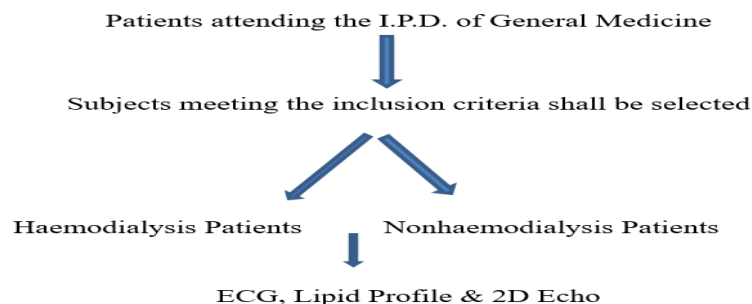 Patients attending the I.P.D. of General Medicine
Subjects meeting the inclusion criteria shall be selected
Haemodialysis Patients
Nonhaemodialysis Patients
ECG, Lipid Profile & 2D Echo